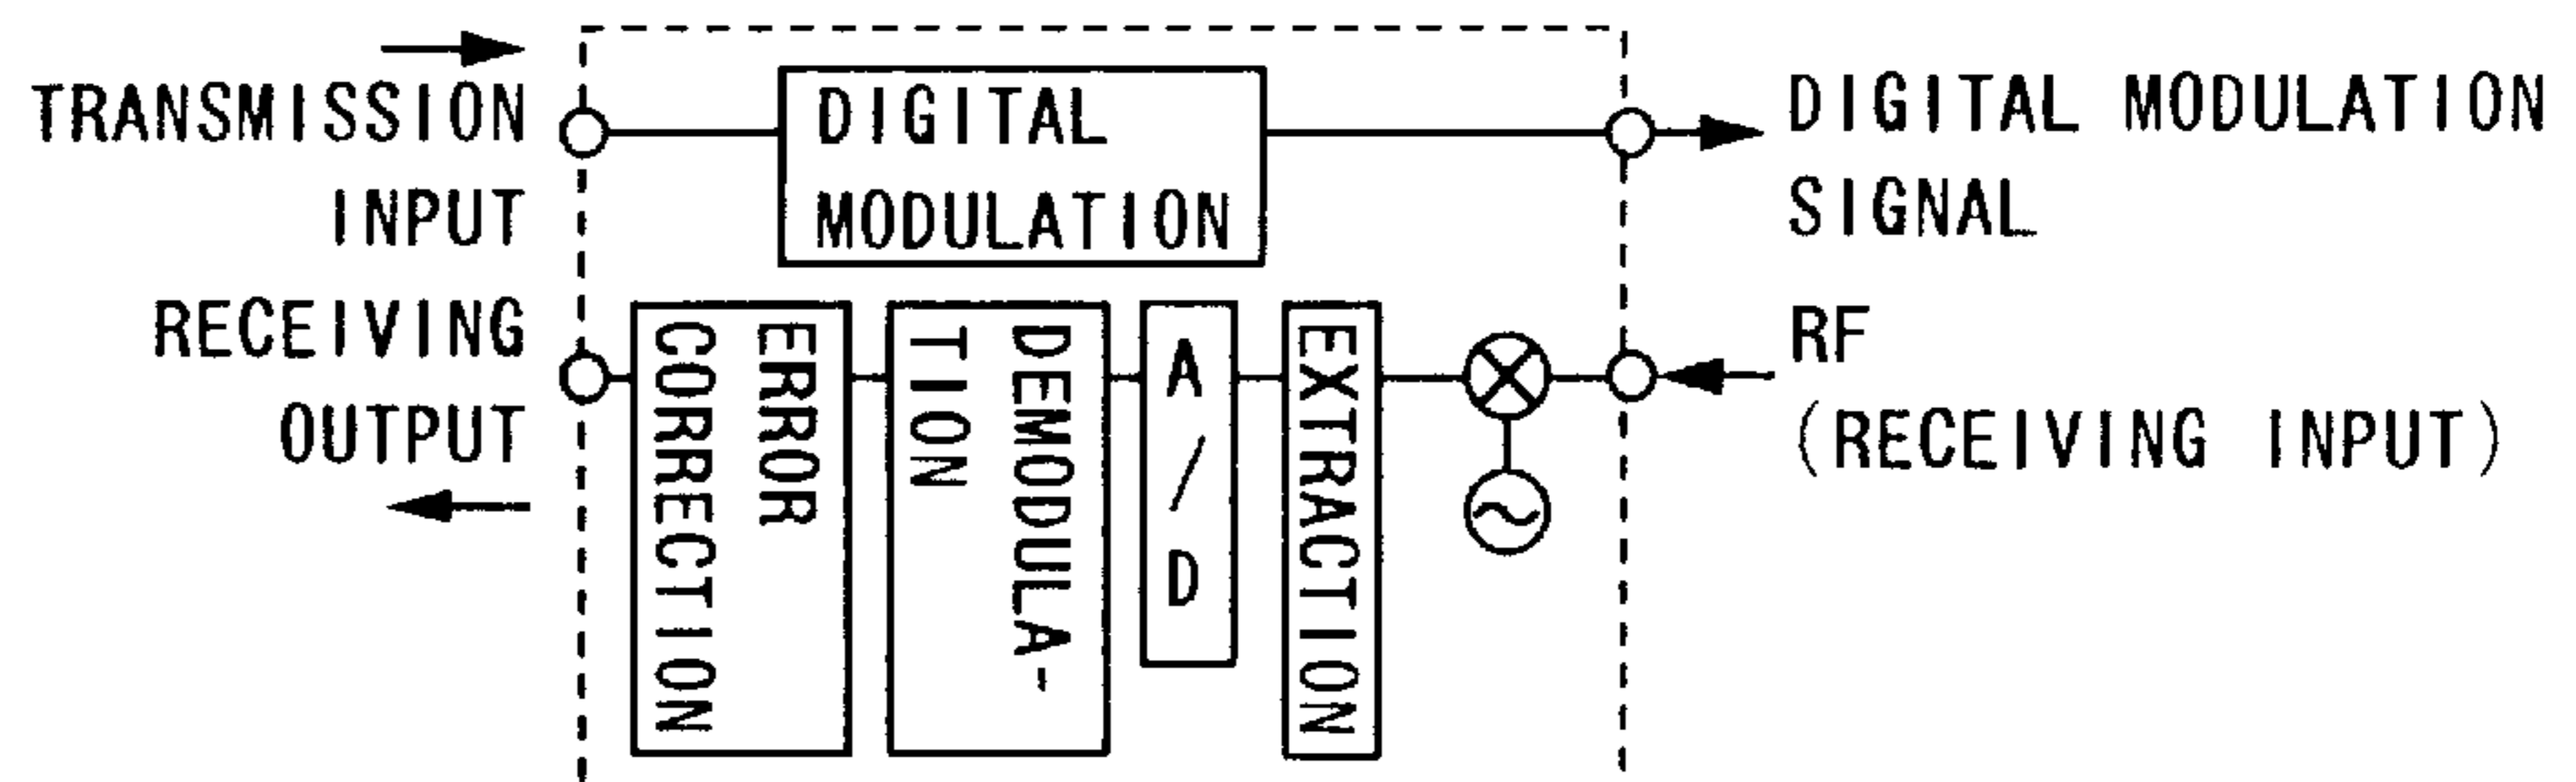 TRANSMISSION
INPUT
DIGITAL
MODULATION
DIGITAL MODULATION
SIGNAL
RECEIVING
OUTPUT
ERROR
CORRECTION
DEMODULA-
TION
A/D
EXTRACTION
RF
(RECEIVING INPUT)